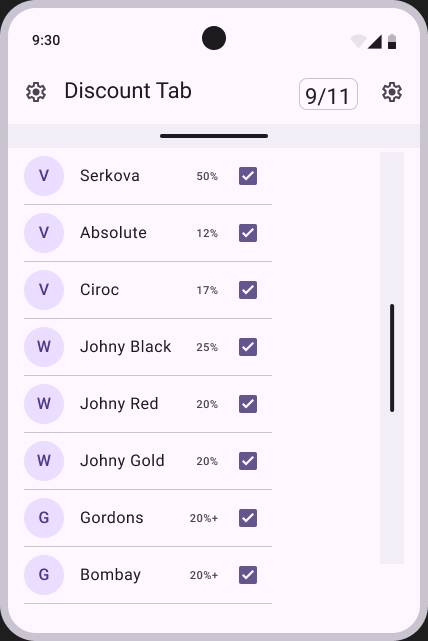 9:30
Discount Tab 9/11
V Serkova 50%
V Absolute 12%
V Ciroc 17%
W Johny Black 25%
W Johny Red 20%
W Johny Gold 20%
G Gordons 20%+
G Bombay 20%+